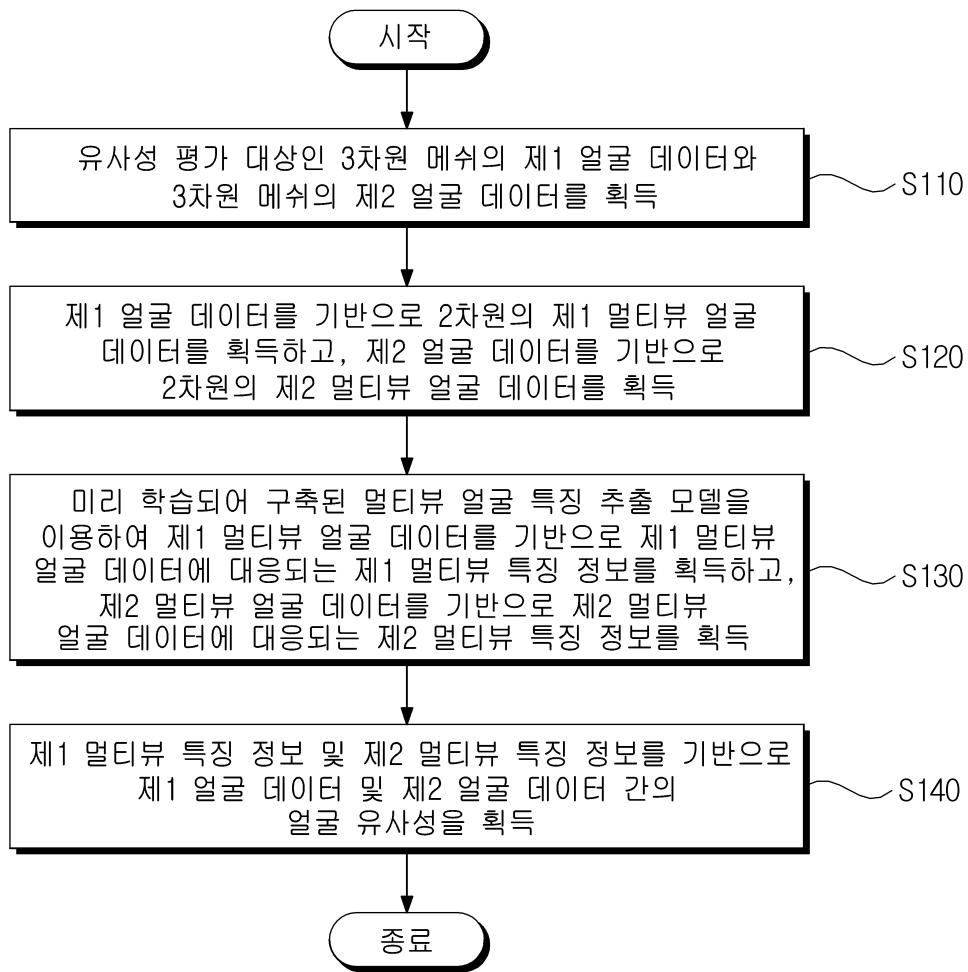 시작
유사성 평가 대상인 3차원 메쉬의 제1 얼굴 데이터와
3차원 메쉬의 제2 얼굴 데이터를 획득
S110
제1 얼굴 데이터를 기반으로 2차원의 제1 멀티뷰 얼굴
데이터를 획득하고, 제2 얼굴 데이터를 기반으로
2차원의 제2 멀티뷰 얼굴 데이터를 획득
S120
미리 학습되어 구축된 멀티뷰 얼굴 특징 추출 모델을
이용하여 제1 멀티뷰 얼굴 데이터를 기반으로 제1 멀티뷰
얼굴 데이터에 대응되는 제1 멀티뷰 특징 정보를 획득하고,
제2 멀티뷰 얼굴 데이터를 기반으로 제2 멀티뷰
얼굴 데이터에 대응되는 제2 멀티뷰 특징 정보를 획득
S130
제1 멀티뷰 특징 정보 및 제2 멀티뷰 특징 정보를 기반으로
제1 얼굴 데이터 및 제2 얼굴 데이터 간의
얼굴 유사성을 획득
S140
종료